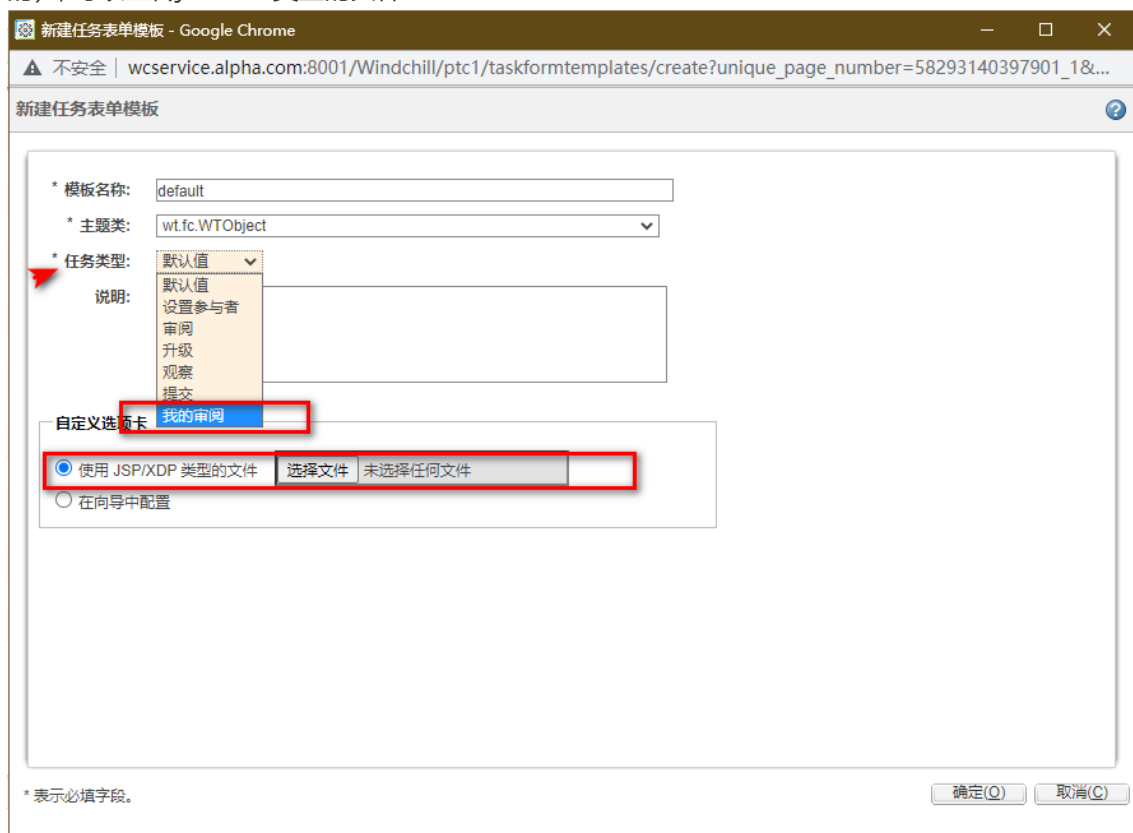 新建任务表单模板 - Google Chrome
不安全 | wcservice.alpha.com:8001/Windchill/ptc1/taskformtemplates/create?unique_page_number=58293140397901_1&...
新建任务表单模板
* 模板名称: default
* 主题类: wt.fc.WTObject
* 任务类型: 默认值
默认值
说明:
设置参与者
审阅
升级
观察
提交
我的审阅
自定义选项卡
使用 JSP/XDP 类型的文件 选择文件 未选择任何文件
在向导中配置
* 表示必填字段。
确定(O) 取消(C)